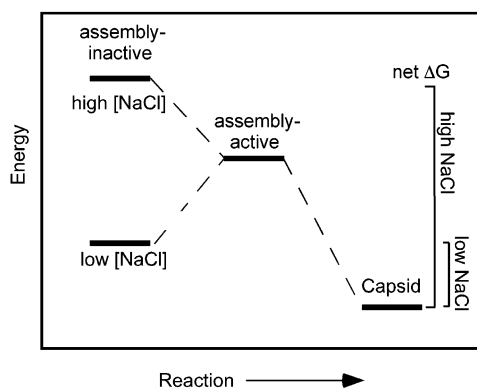 assembly-
inactive
high [NaCl]
low [NaCl]
assembly-
active
Capsid
net ΔG
high NaCl
low NaCl
Energy
Reaction